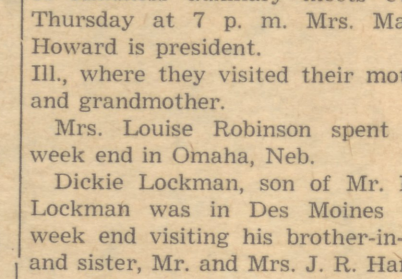 Thursday at 7 p. m. Mrs.
Howard is president.
Ill., where they visited their
and grandmother.
Mrs. Louise Robinson spent
week end in Omaha, Neb.
Dickie Lockman, son of Mr.
Lockman was in Des Moines
week end visiting his brother-in-
and sister, Mr. and Mrs. J. R.